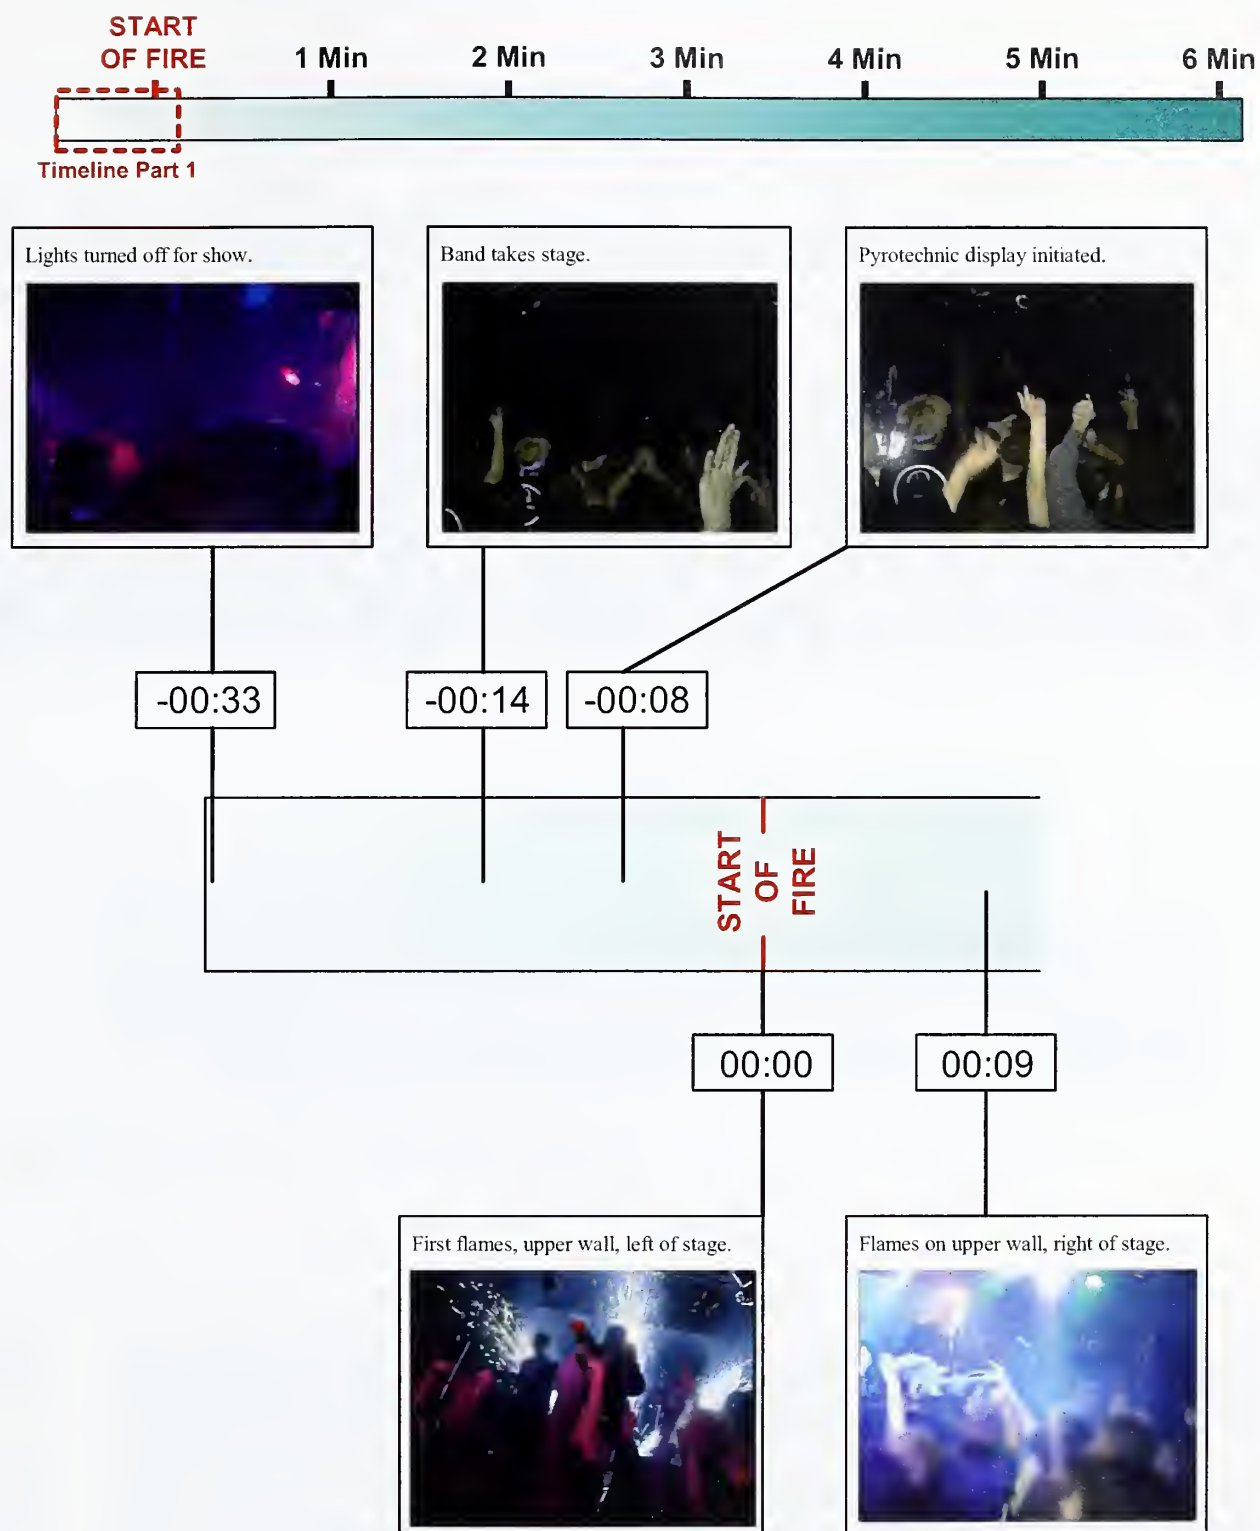 START
OF FIRE
1 Min
2 Min
3 Min
4 Min
5 Min
6 Min
Timeline Part 1
Lights turned off for show.
Band takes stage.
Pyrotechnic display initiated.
-00:33
-00:14
-00:08
START
OF
FIRE
00:00
00:09
First flames, upper wall, left of stage.
Flames on upper wall, right of stage.